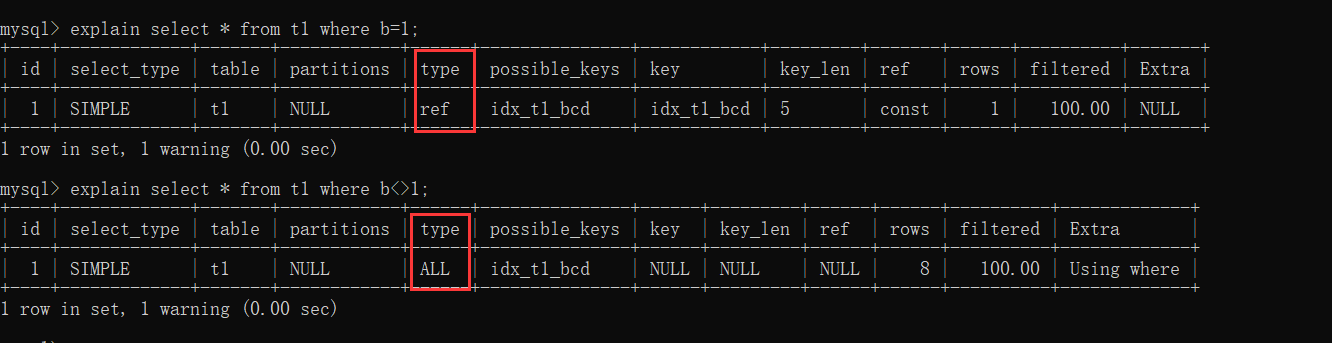 mysql> explain select * from t1 where b=1;
+----+-------------+-------+------------+------+---------------+------------+---------+-------+------+----------+-------+
| id | select_type | table | partitions | type | possible_keys | key        | key_len | ref   | rows | filtered | Extra |
+----+-------------+-------+------------+------+---------------+------------+---------+-------+------+----------+-------+
|  1 | SIMPLE      | t1    | NULL       | ref  | idx_t1_bcd    | idx_t1_bcd | 5       | const |    1 |   100.00 | NULL  |
+----+-------------+-------+------------+------+---------------+------------+---------+-------+------+----------+-------+
1 row in set, 1 warning (0.00 sec)
mysql> explain select * from t1 where b<>1;
+----+-------------+-------+------------+------+---------------+------+---------+------+------+----------+-------------+
| id | select_type | table | partitions | type | possible_keys | key  | key_len | ref  | rows | filtered | Extra       |
+----+-------------+-------+------------+------+---------------+------+---------+------+------+----------+-------------+
|  1 | SIMPLE      | t1    | NULL       | ALL  | idx_t1_bcd    | NULL | NULL    | NULL |    8 |   100.00 | Using where |
+----+-------------+-------+------------+------+---------------+------+---------+------+------+----------+-------------+
1 row in set, 1 warning (0.00 sec)